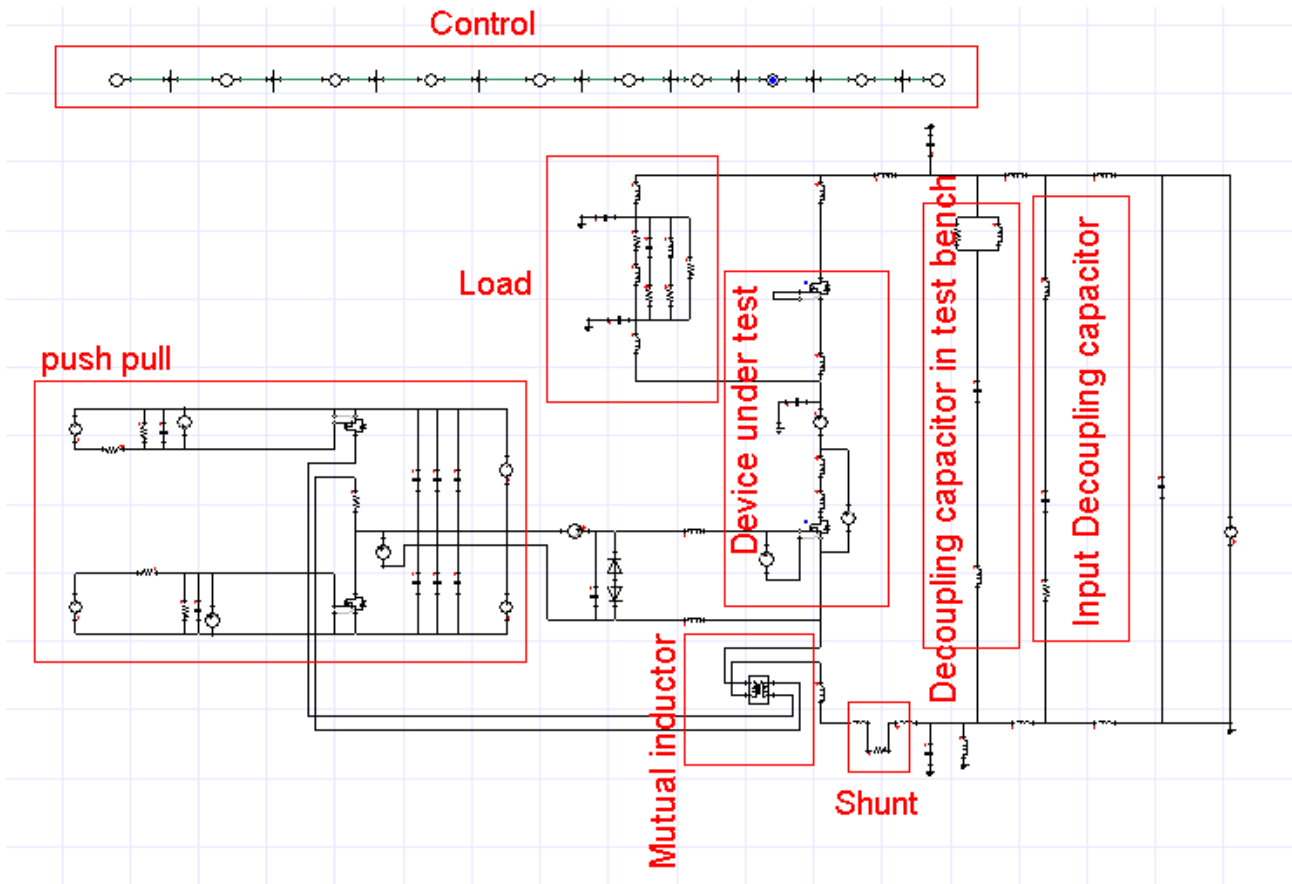 Control
Load
push pull
Device under test
Decoupling capacitor in test bench
Input Decoupling capacitor
Mutual inductor
Shunt